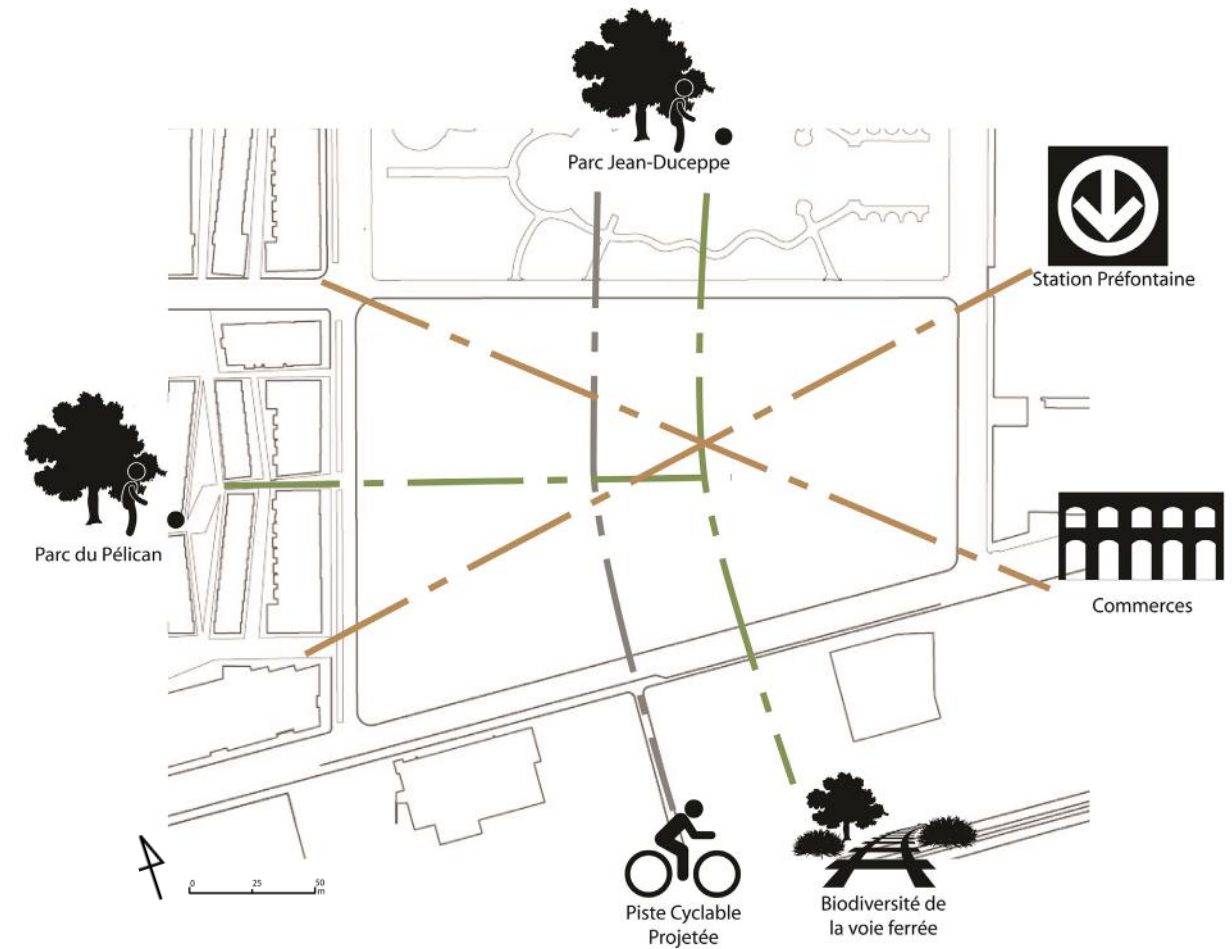 Parc Jean-Duceppe
Station Préfontaine
Parc du Pélican
Commerces
0 25 50
m
Piste Cyclable
Projetée
Biodiversité de
la voie ferrée